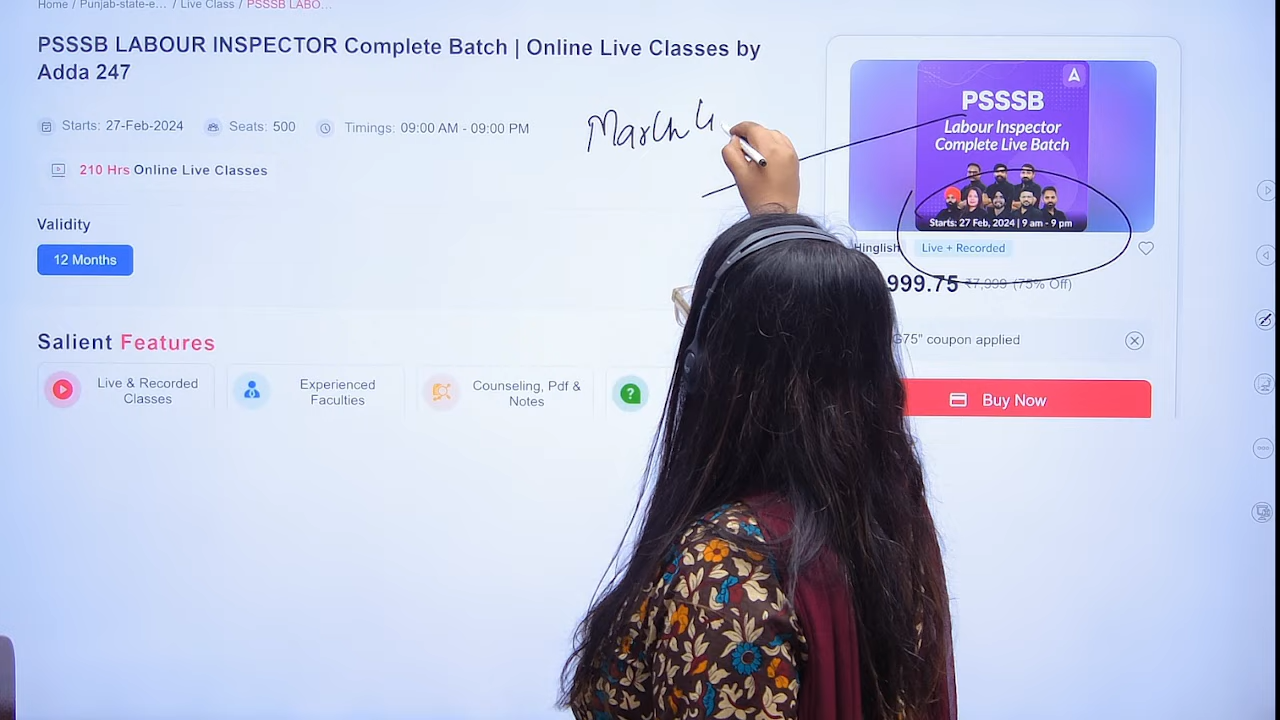 Home / Punjab-state-e... / Live Class / PSSSB LABO...
PSSSB LABOUR INSPECTOR Complete Batch | Online Live Classes by
Adda 247
Starts: 27-Feb-2024
Seats: 500
Timings: 09:00 AM - 09:00 PM
March
210 Hrs Online Live Classes
Validity
12 Months
Salient Features
Live & Recorded
Classes
Experienced
Faculties
Counseling, Pdf &
Notes
?
PSSSB
Labour Inspector
Complete Live Batch
Starts: 27 Feb, 2024 | 9 am - 9 pm
Hinglish
Live + Recorded
999.75 ₹7,999 (75% Off)
G75" coupon applied
Buy Now